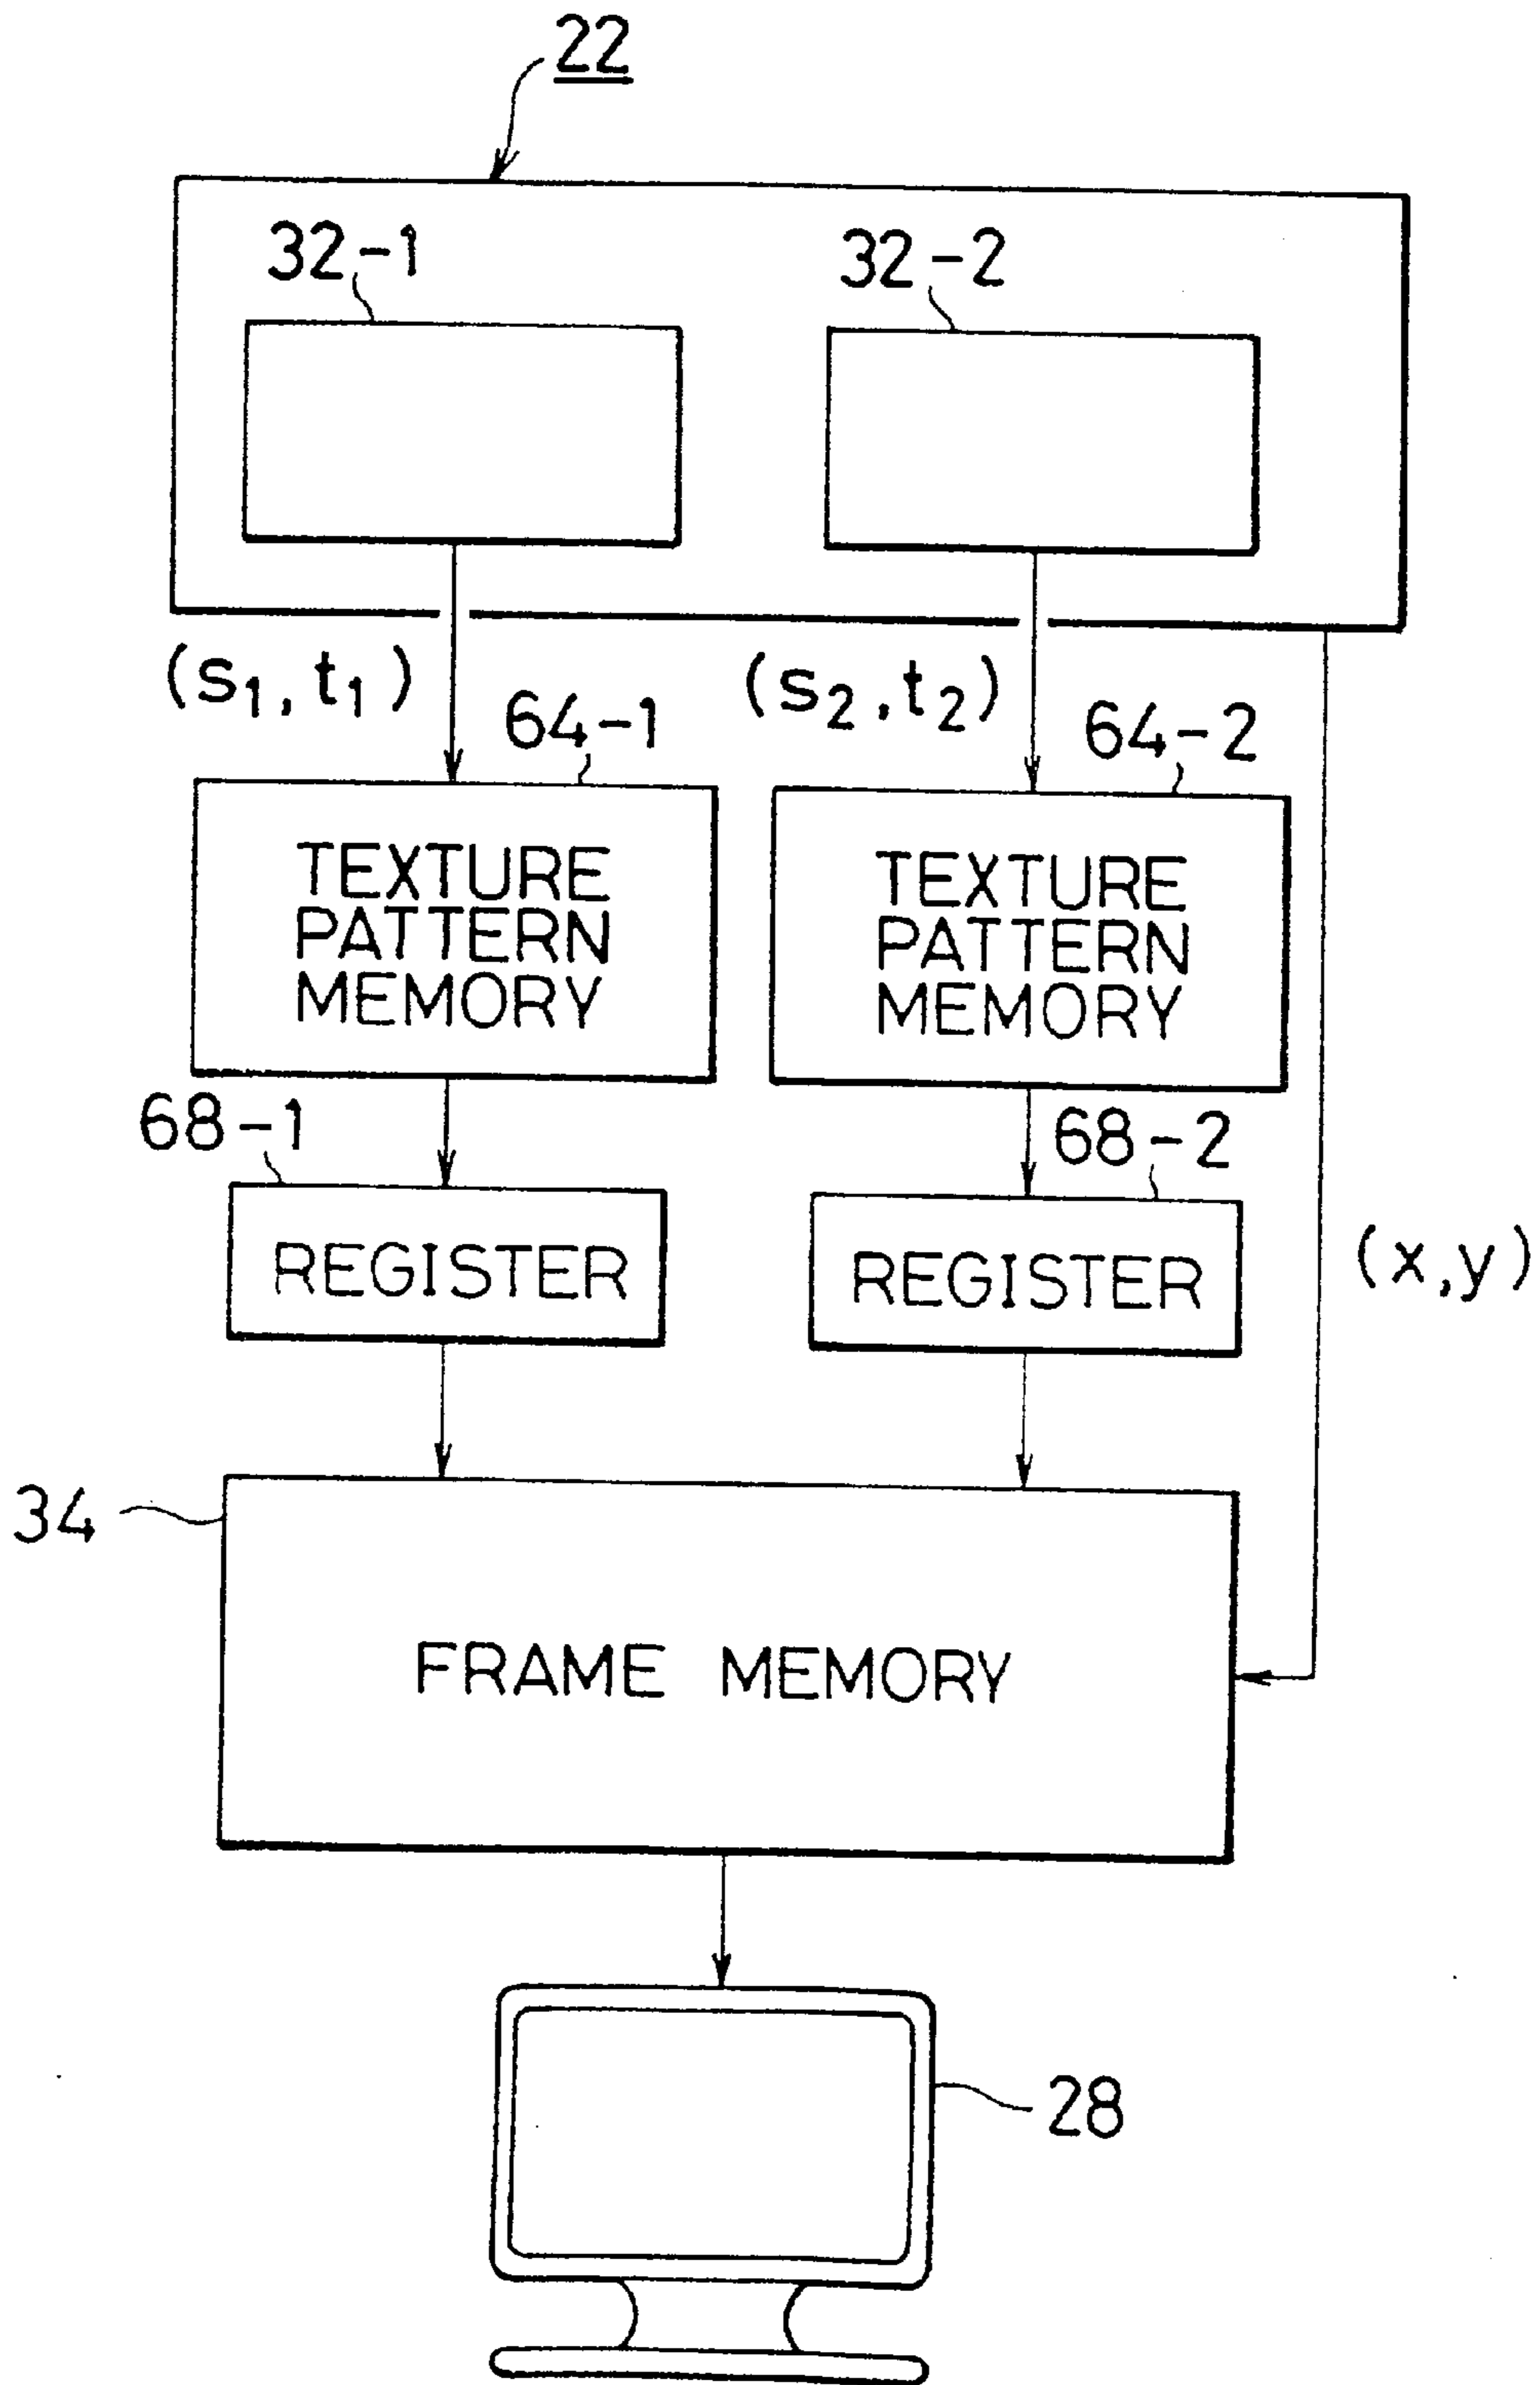 22
32-1
32-2
(s1,t1)
(s2,t2)
64-1
64-2
TEXTURE
PATTERN
MEMORY
TEXTURE
PATTERN
MEMORY
68-1
68-2
REGISTER
REGISTER
(x,y)
34
FRAME MEMORY
28